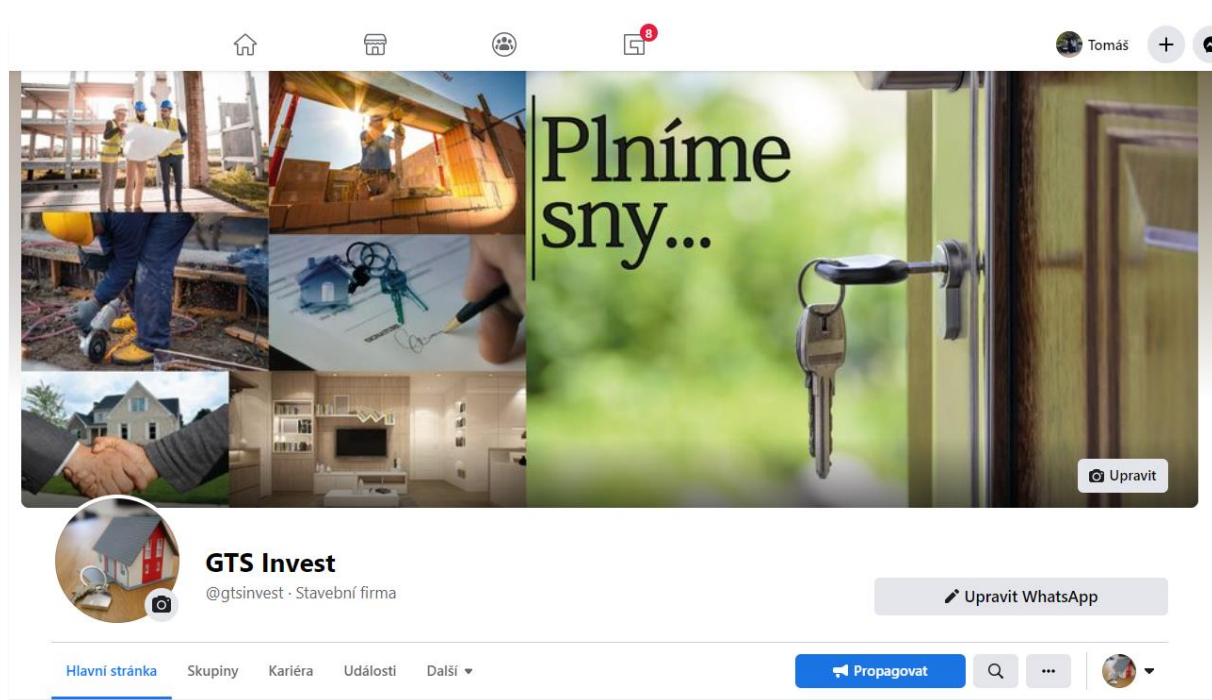 8
Tomáš
Plníme
sny...
Upravit
GTS Invest
@gtsinvest · Stavební firma
Upravit WhatsApp
Hlavní stránka
Skupiny
Kariéra
Události
Další
Propagovat